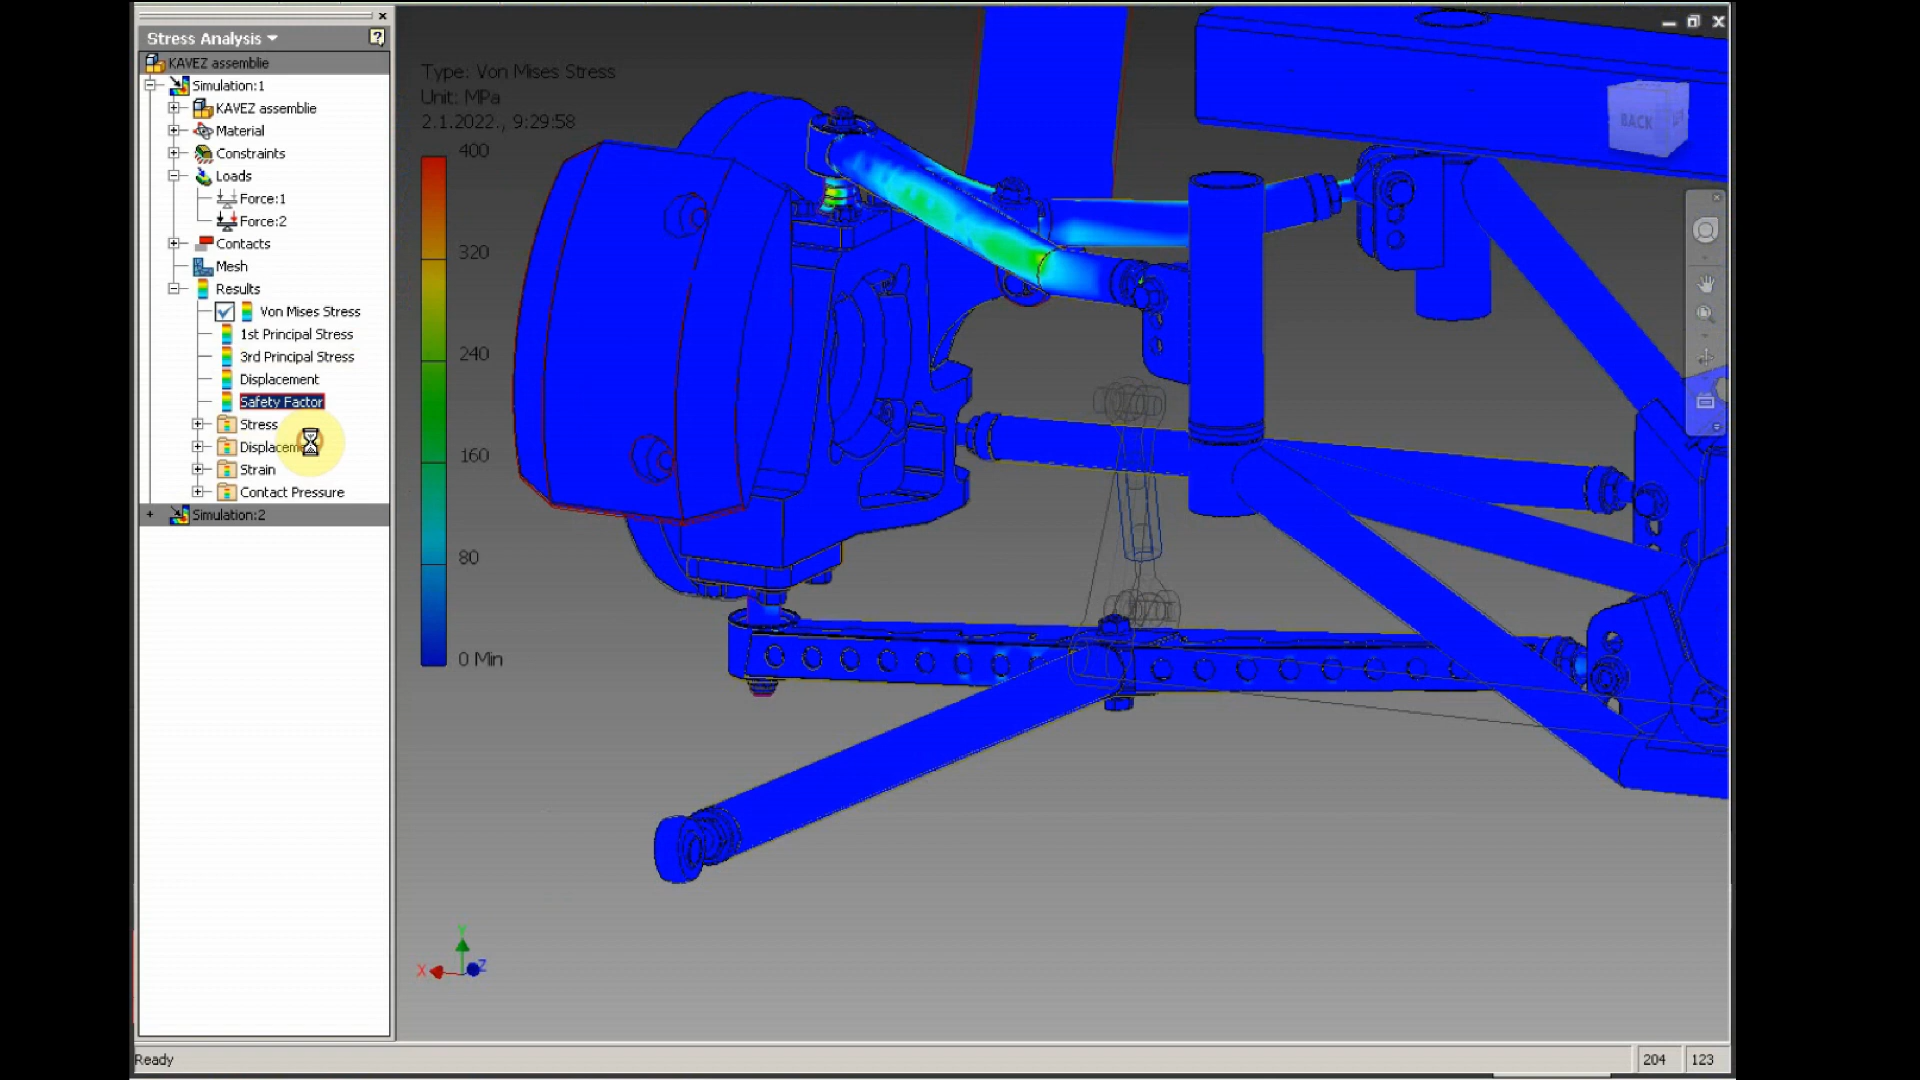 Stress Analysis
KAVEZ assemblie
Simulation:1
KAVEZ assemblie
Material
Constraints
Loads
Force:1
Force:2
Contacts
Mesh
Results
Von Mises Stress
1st Principal Stress
3rd Principal Stress
Displacement
Safety Factor
Stress
Strain
Contact Pressure
Simulation:2
Type: Von Mises Stress
Unit: MPa
2.1.2022., 9:29:58
400
320
240
160
80
0 Min
BACK
Y
X
Z
Ready
204
123